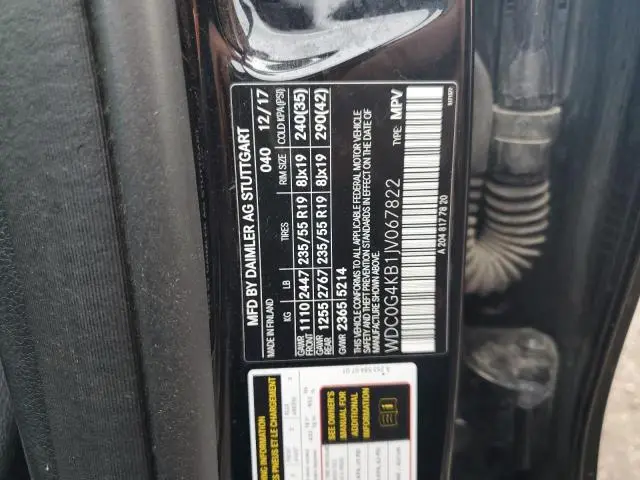 MFD BY DAIMLER AG STUTTGART
MADE IN FINLAND 040 12/17
KG LB TIRES RIM SIZE COLD KPA(PSI)
GAWR FRONT 1110 2447 235/55 R19 8Jx19 240(35)
GAWR REAR 1255 2767 235/55 R19 8Jx19 290(42)
GVWR 2365 5214
THIS VEHICLE CONFORMS TO ALL APPLICABLE FEDERAL MOTOR VEHICLE
SAFETY AND THEFT PREVENTION STANDARDS IN EFFECT ON THE DATE OF
MANUFACTURE SHOWN ABOVE.
TYPE: MPV
WDC0G4KB1JV067822
A 204 817 78 20
SEE OWNER'S
MANUAL FOR
ADDITIONAL
INFORMATION